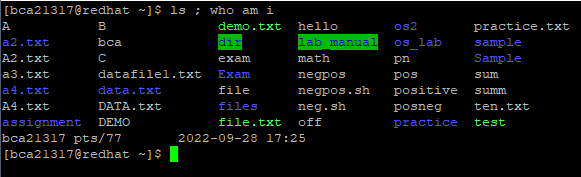 [bca21317@redhat ~]$ ls ; who am i
A B demo.txt hello os2 practice.txt
a2.txt bca dir lab_manual os_lab sample
A2.txt C exam math pn Sample
a3.txt datafile1.txt Exam negpos pos sum
a4.txt data.txt file negpos.sh positive summ
A4.txt DATA.txt files neg.sh posneg ten.txt
assignment DEMO file.txt off practice test
bca21317 pts/77 2022-09-28 17:25
[bca21317@redhat ~]$